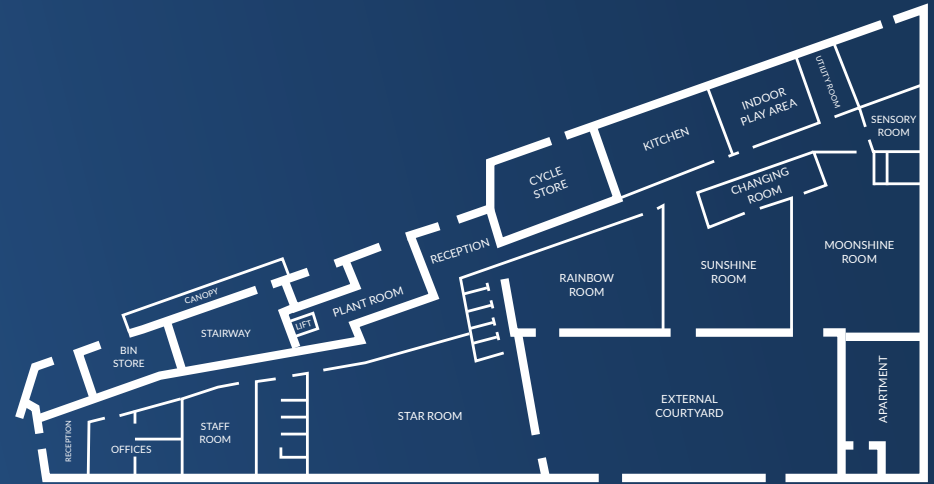 UTILITY ROOM
INDOOR
PLAY AREA
SENSORY
ROOM
KITCHEN
CYCLE
STORE
CHANGING
ROOM
RECEPTION
MOONSHINE
ROOM
SUNSHINE
ROOM
RAINBOW
ROOM
CANOPY
PLANT ROOM
LIFT
STAIRWAY
BIN
STORE
APARTMENT
EXTERNAL
COURTYARD
STAR ROOM
STAFF
ROOM
OFFICES
RECEPTION